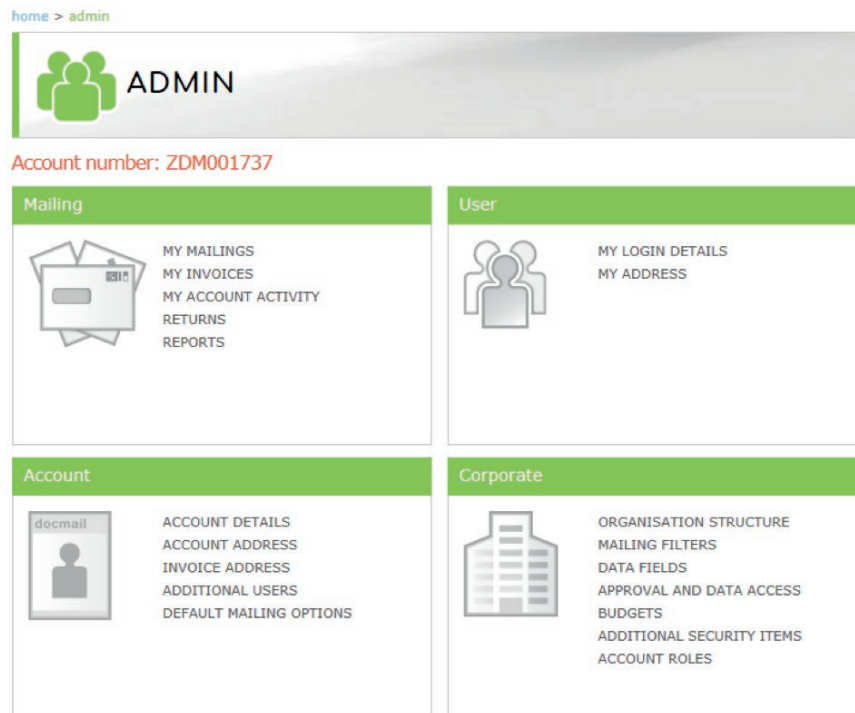 home > admin
ADMIN
Account number: ZDM001737
Mailing
MY MAILINGS
MY INVOICES
MY ACCOUNT ACTIVITY
RETURNS
REPORTS
User
MY LOGIN DETAILS
MY ADDRESS
Account
docmail
ACCOUNT DETAILS
ACCOUNT ADDRESS
INVOICE ADDRESS
ADDITIONAL USERS
DEFAULT MAILING OPTIONS
Corporate
ORGANISATION STRUCTURE
MAILING FILTERS
DATA FIELDS
APPROVAL AND DATA ACCESS
BUDGETS
ADDITIONAL SECURITY ITEMS
ACCOUNT ROLES